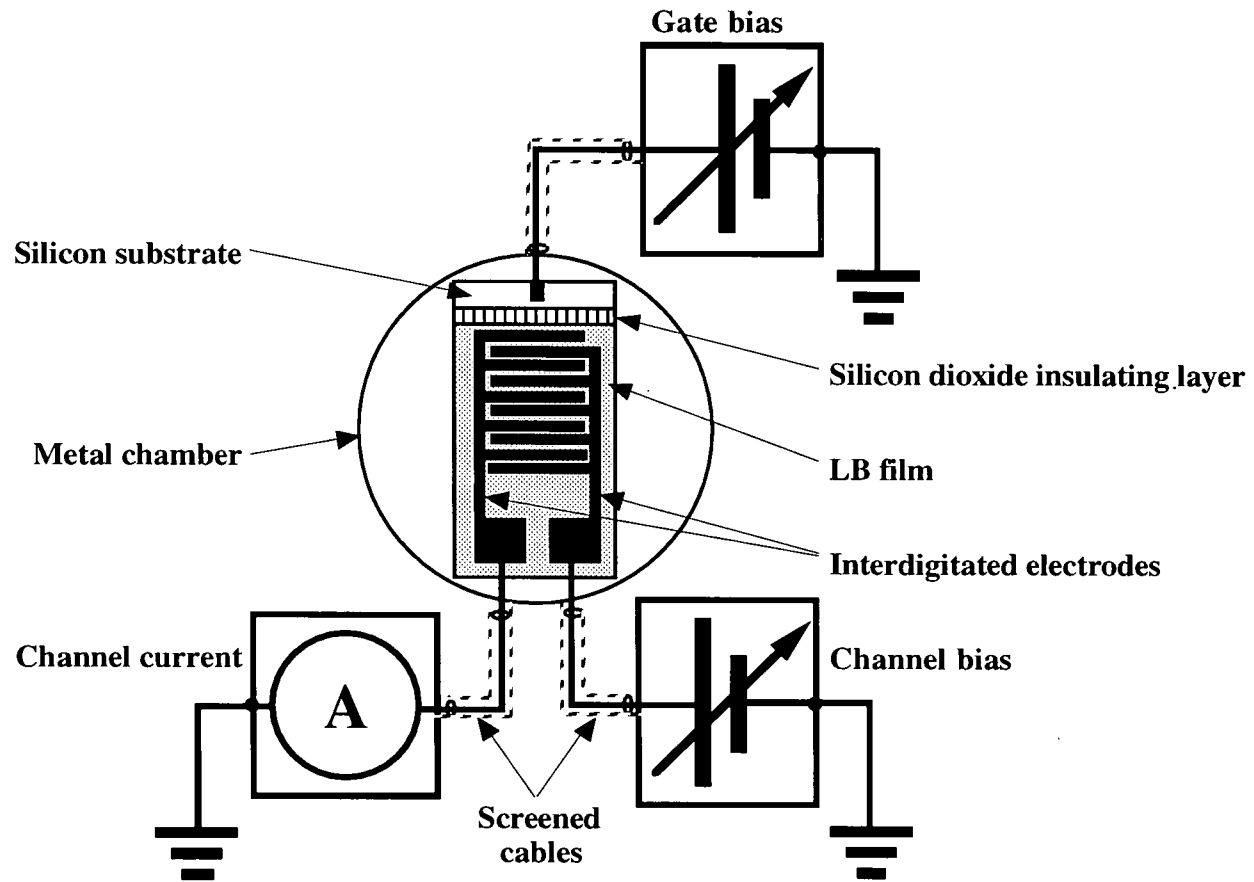 Gate bias
Silicon substrate
Silicon dioxide insulating layer
Metal chamber
LB film
Interdigitated electrodes
Channel current
A
Channel bias
Screened
cables